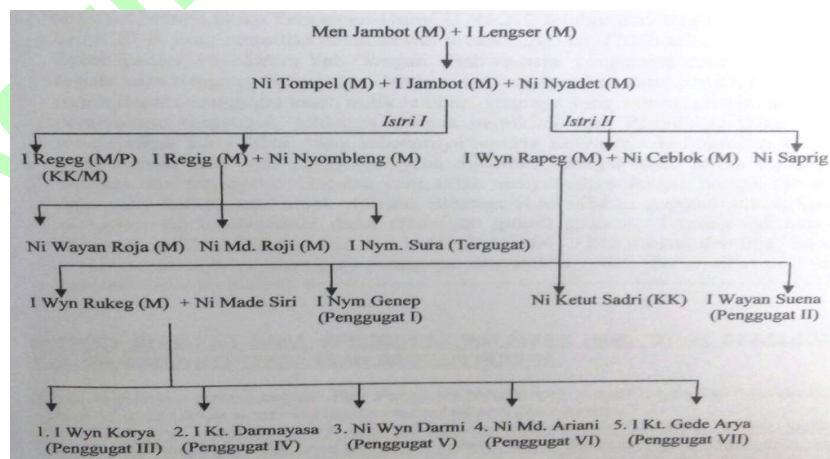 Men Jambot (M) + I Lengser (M)
Ni Tompel (M) + I Jambot (M) + Ni Nyadet (M)
Istri I Istri II
I Regeg (M/P) I Regig (M) + Ni Nyombleng (M) I Wyn Rapeg (M) + Ni Ceblok (M) Ni Saprig
(KK/M)
Ni Wayan Roja (M) Ni Md. Roji (M) I Nym. Sura (Tergugat)
I Wyn Rukeg (M) + Ni Made Siri I Nym Genep Ni Ketut Sadri (KK) I Wayan Suena
(Penggugat I) (Penggugat II)
1. I Wyn Korya 2. I Kt. Darmayasa 3. Ni Wyn Darmi 4. Ni Md. Ariani 5. I Kt. Gede Arya
(Penggugat III) (Penggugat IV) (Penggugat V) (Penggugat VI) (Penggugat VII)